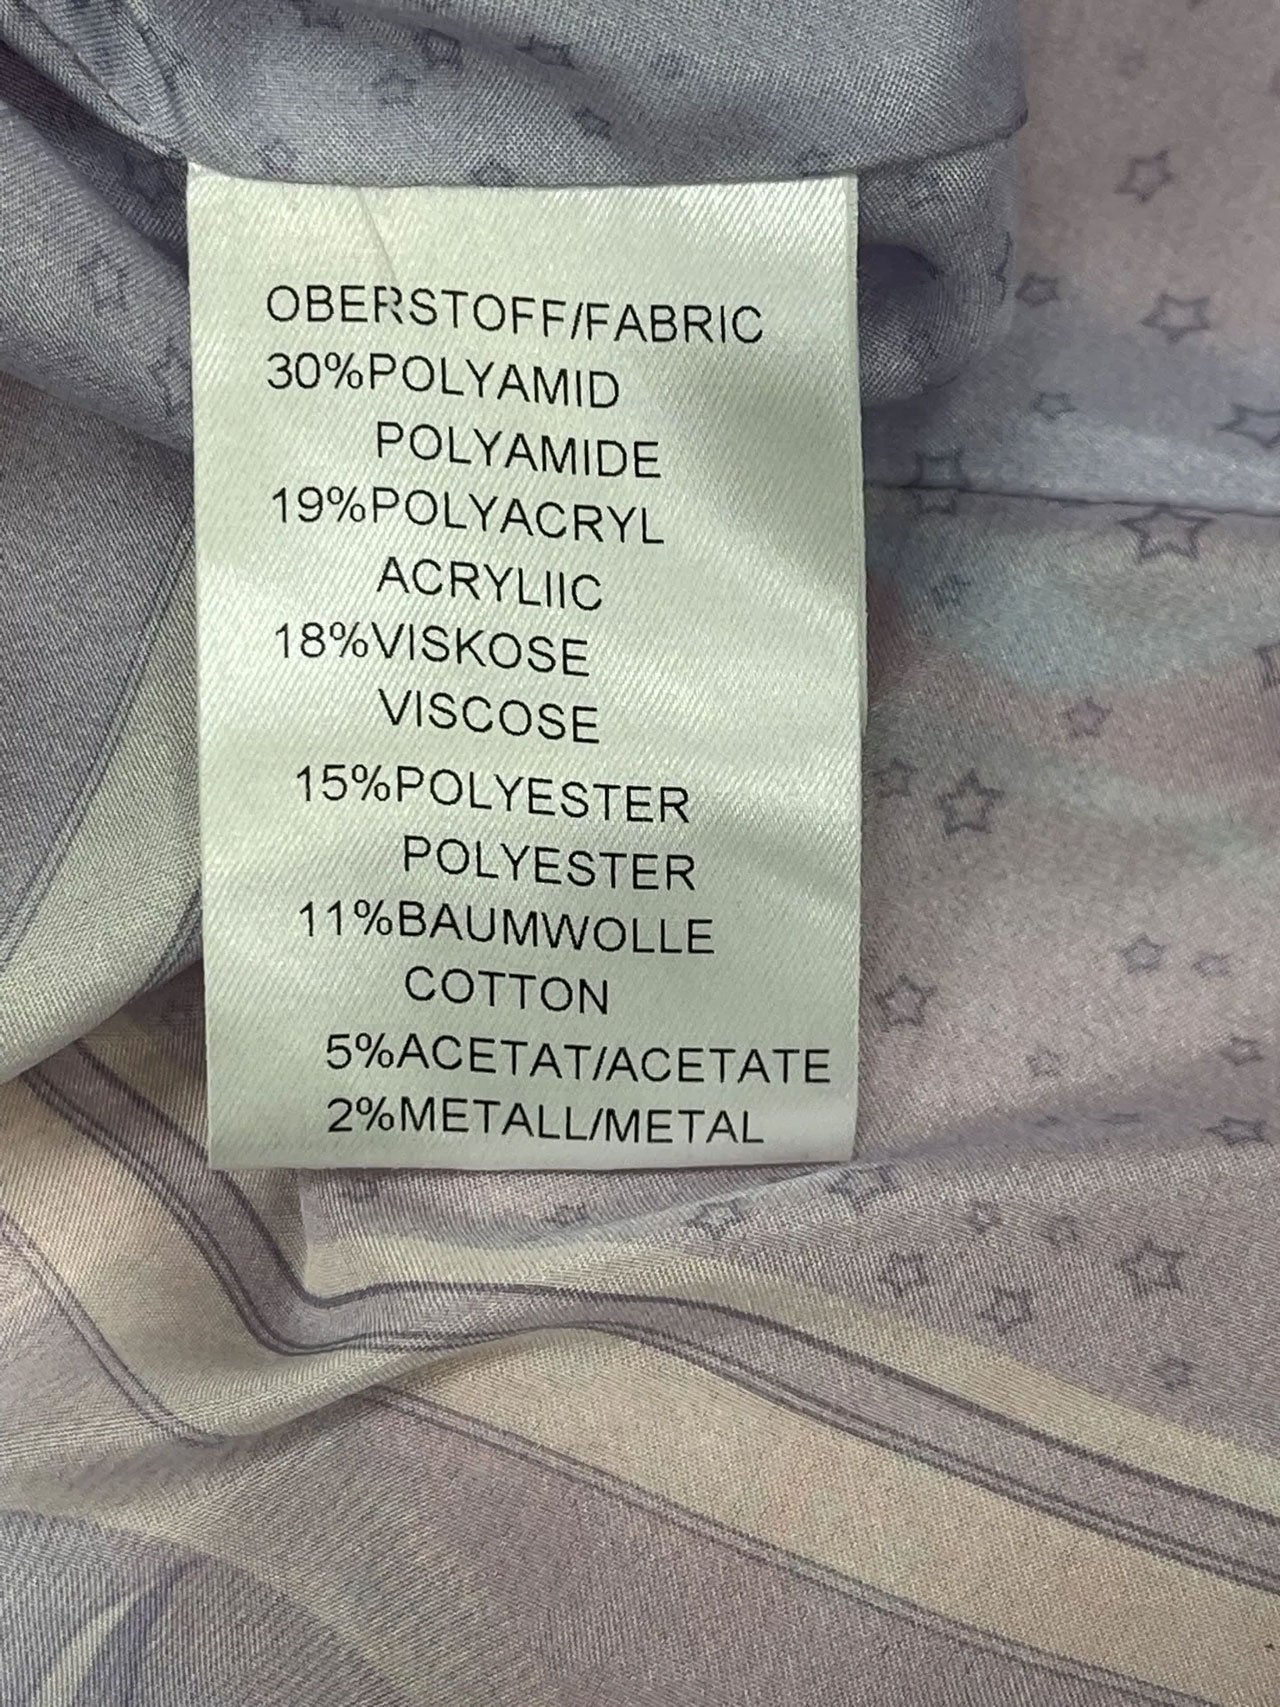 OBERSTOFF/FABRIC
30%POLYAMID
POLYAMIDE
19%POLYACRYL
ACRYLIIC
18%VISKOSE
VISCOSE
15%POLYESTER
POLYESTER
11%BAUMWOLLE
COTTON
5%ACETAT/ACETATE
2%METALL/METAL